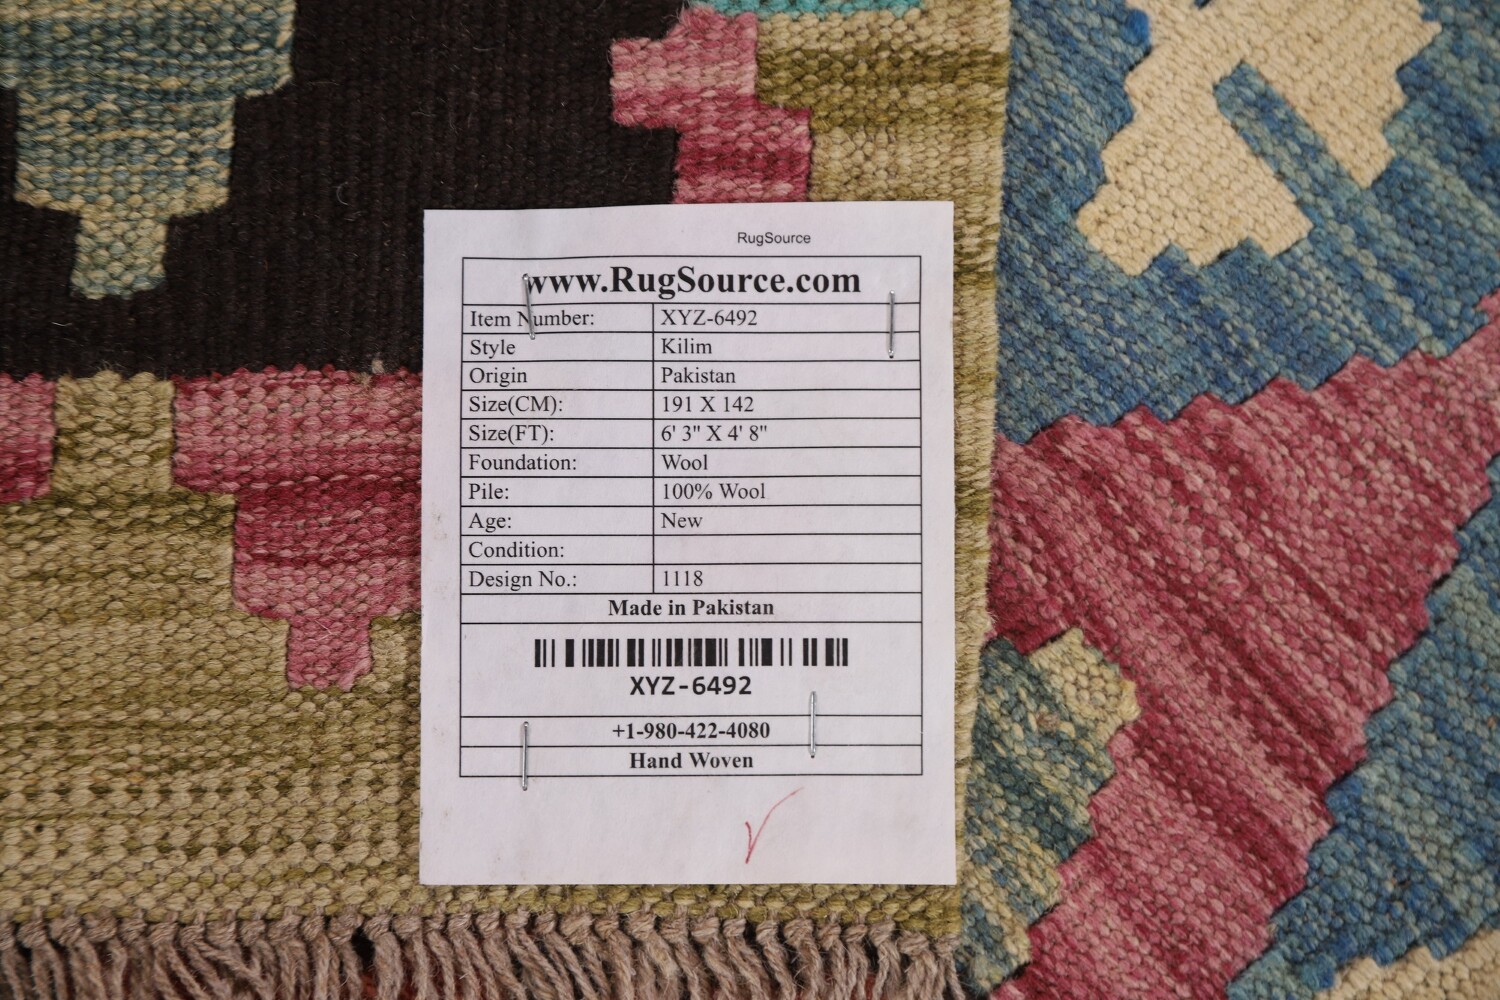 RugSource
www.RugSource.com
Item Number: XYZ-6492
Style Kilim
Origin Pakistan
Size(CM): 191 X 142
Size(FT): 6' 3" X 4' 8"
Foundation: Wool
Pile: 100% Wool
Age: New
Condition:
Design No.: 1118
Made in Pakistan
XYZ-6492
+1-980-422-4080
Hand Woven